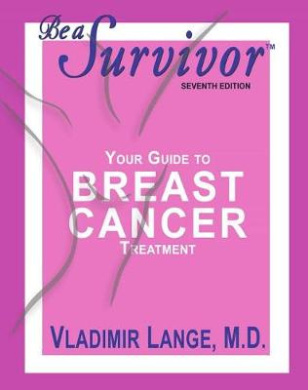 Be a
Survivor™
SEVENTH EDITION
YOUR GUIDE TO
BREAST
CANCER
TREATMENT
VLADIMIR LANGE, M.D.